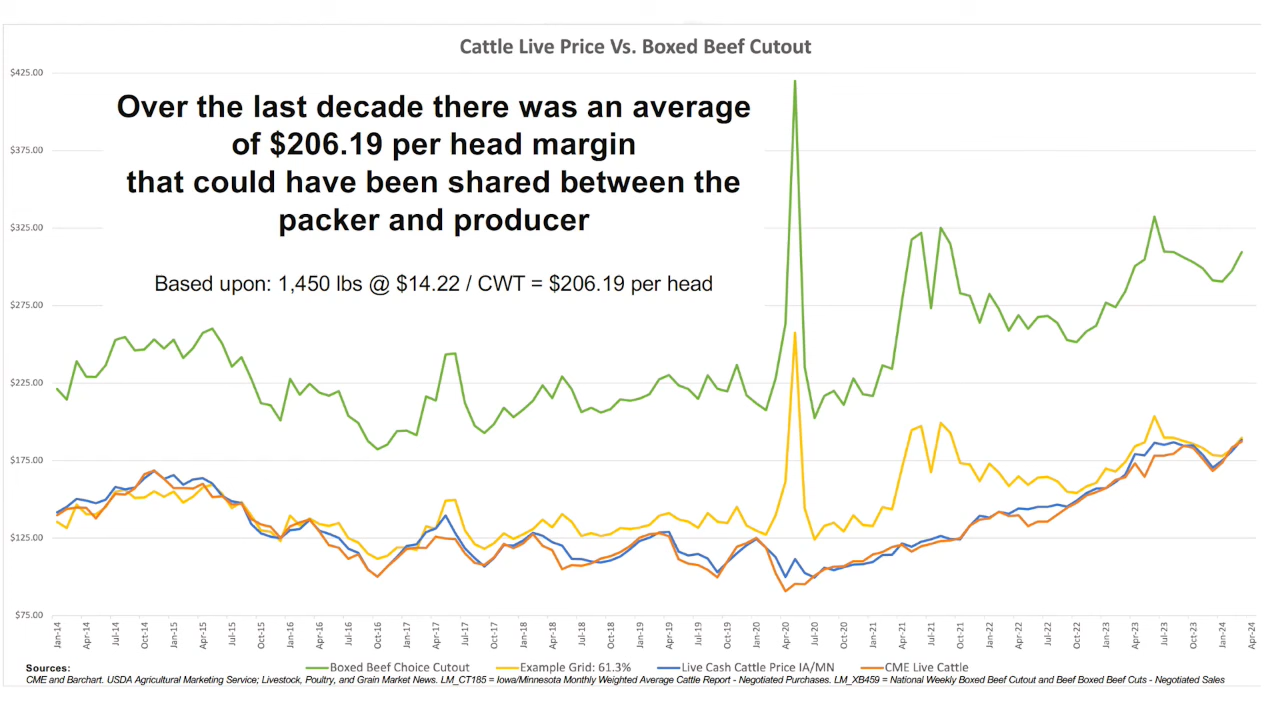 Cattle Live Price Vs. Boxed Beef Cutout
$425.00
$375.00
$325.00
$275.00
$225.00
$175.00
$125.00
$75.00
Over the last decade there was an average
of $206.19 per head margin
that could have been shared between the
packer and producer
Based upon: 1,450 lbs @ $14.22 / CWT = $206.19 per head
Jan-14 Apr-14 Jul-14 Oct-14 Jan-15 Apr-15 Jul-15 Oct-15 Jan-16 Apr-16 Jul-16 Oct-16 Jan-17 Apr-17 Jul-17 Oct-17 Jan-18 Apr-18 Jul-18 Oct-18 Jan-19 Apr-19 Jul-19 Oct-19 Jan-20 Apr-20 Jul-20 Oct-20 Jan-21 Apr-21 Jul-21 Oct-21 Jan-22 Apr-22 Jul-22 Oct-22 Jan-23 Apr-23 Jul-23 Oct-23 Jan-24 Apr-24
Boxed Beef Choice Cutout Example Grid: 61.3% Live Cash Cattle Price IA/MN CME Live Cattle
Sources:
CME and Barchart. USDA Agricultural Marketing Service; Livestock, Poultry, and Grain Market News. LM_CT185 = Iowa/Minnesota Monthly Weighted Average Cattle Report - Negotiated Purchases. LM_XB459 = National Weekly Boxed Beef Cutout and Beef Boxed Beef Cuts - Negotiated Sales